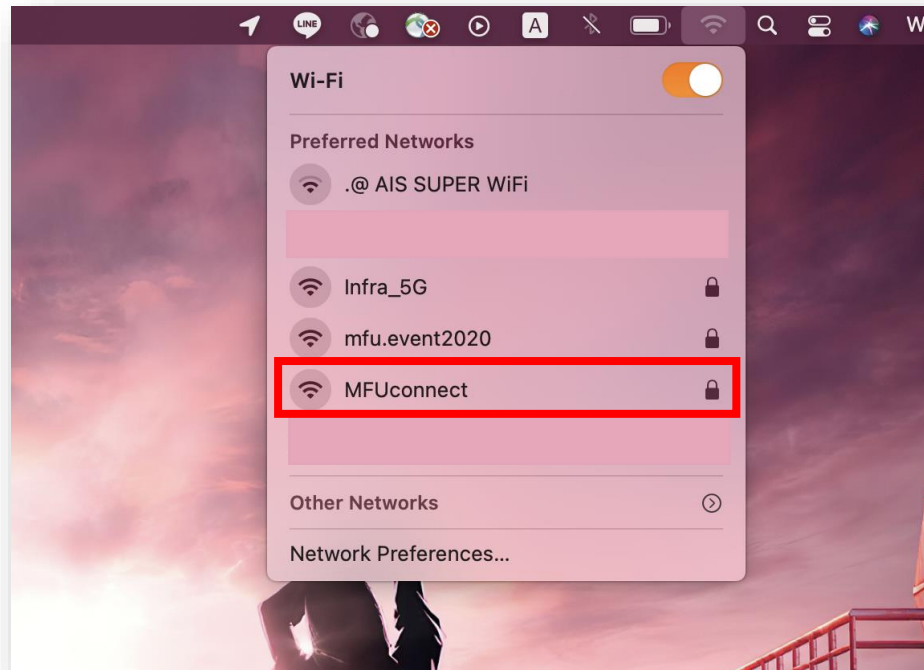 LINE
A
W
Wi-Fi
Preferred Networks
.@ AIS SUPER WiFi
Infra_5G
mfu.event2020
MFUconnect
Other Networks
Network Preferences...